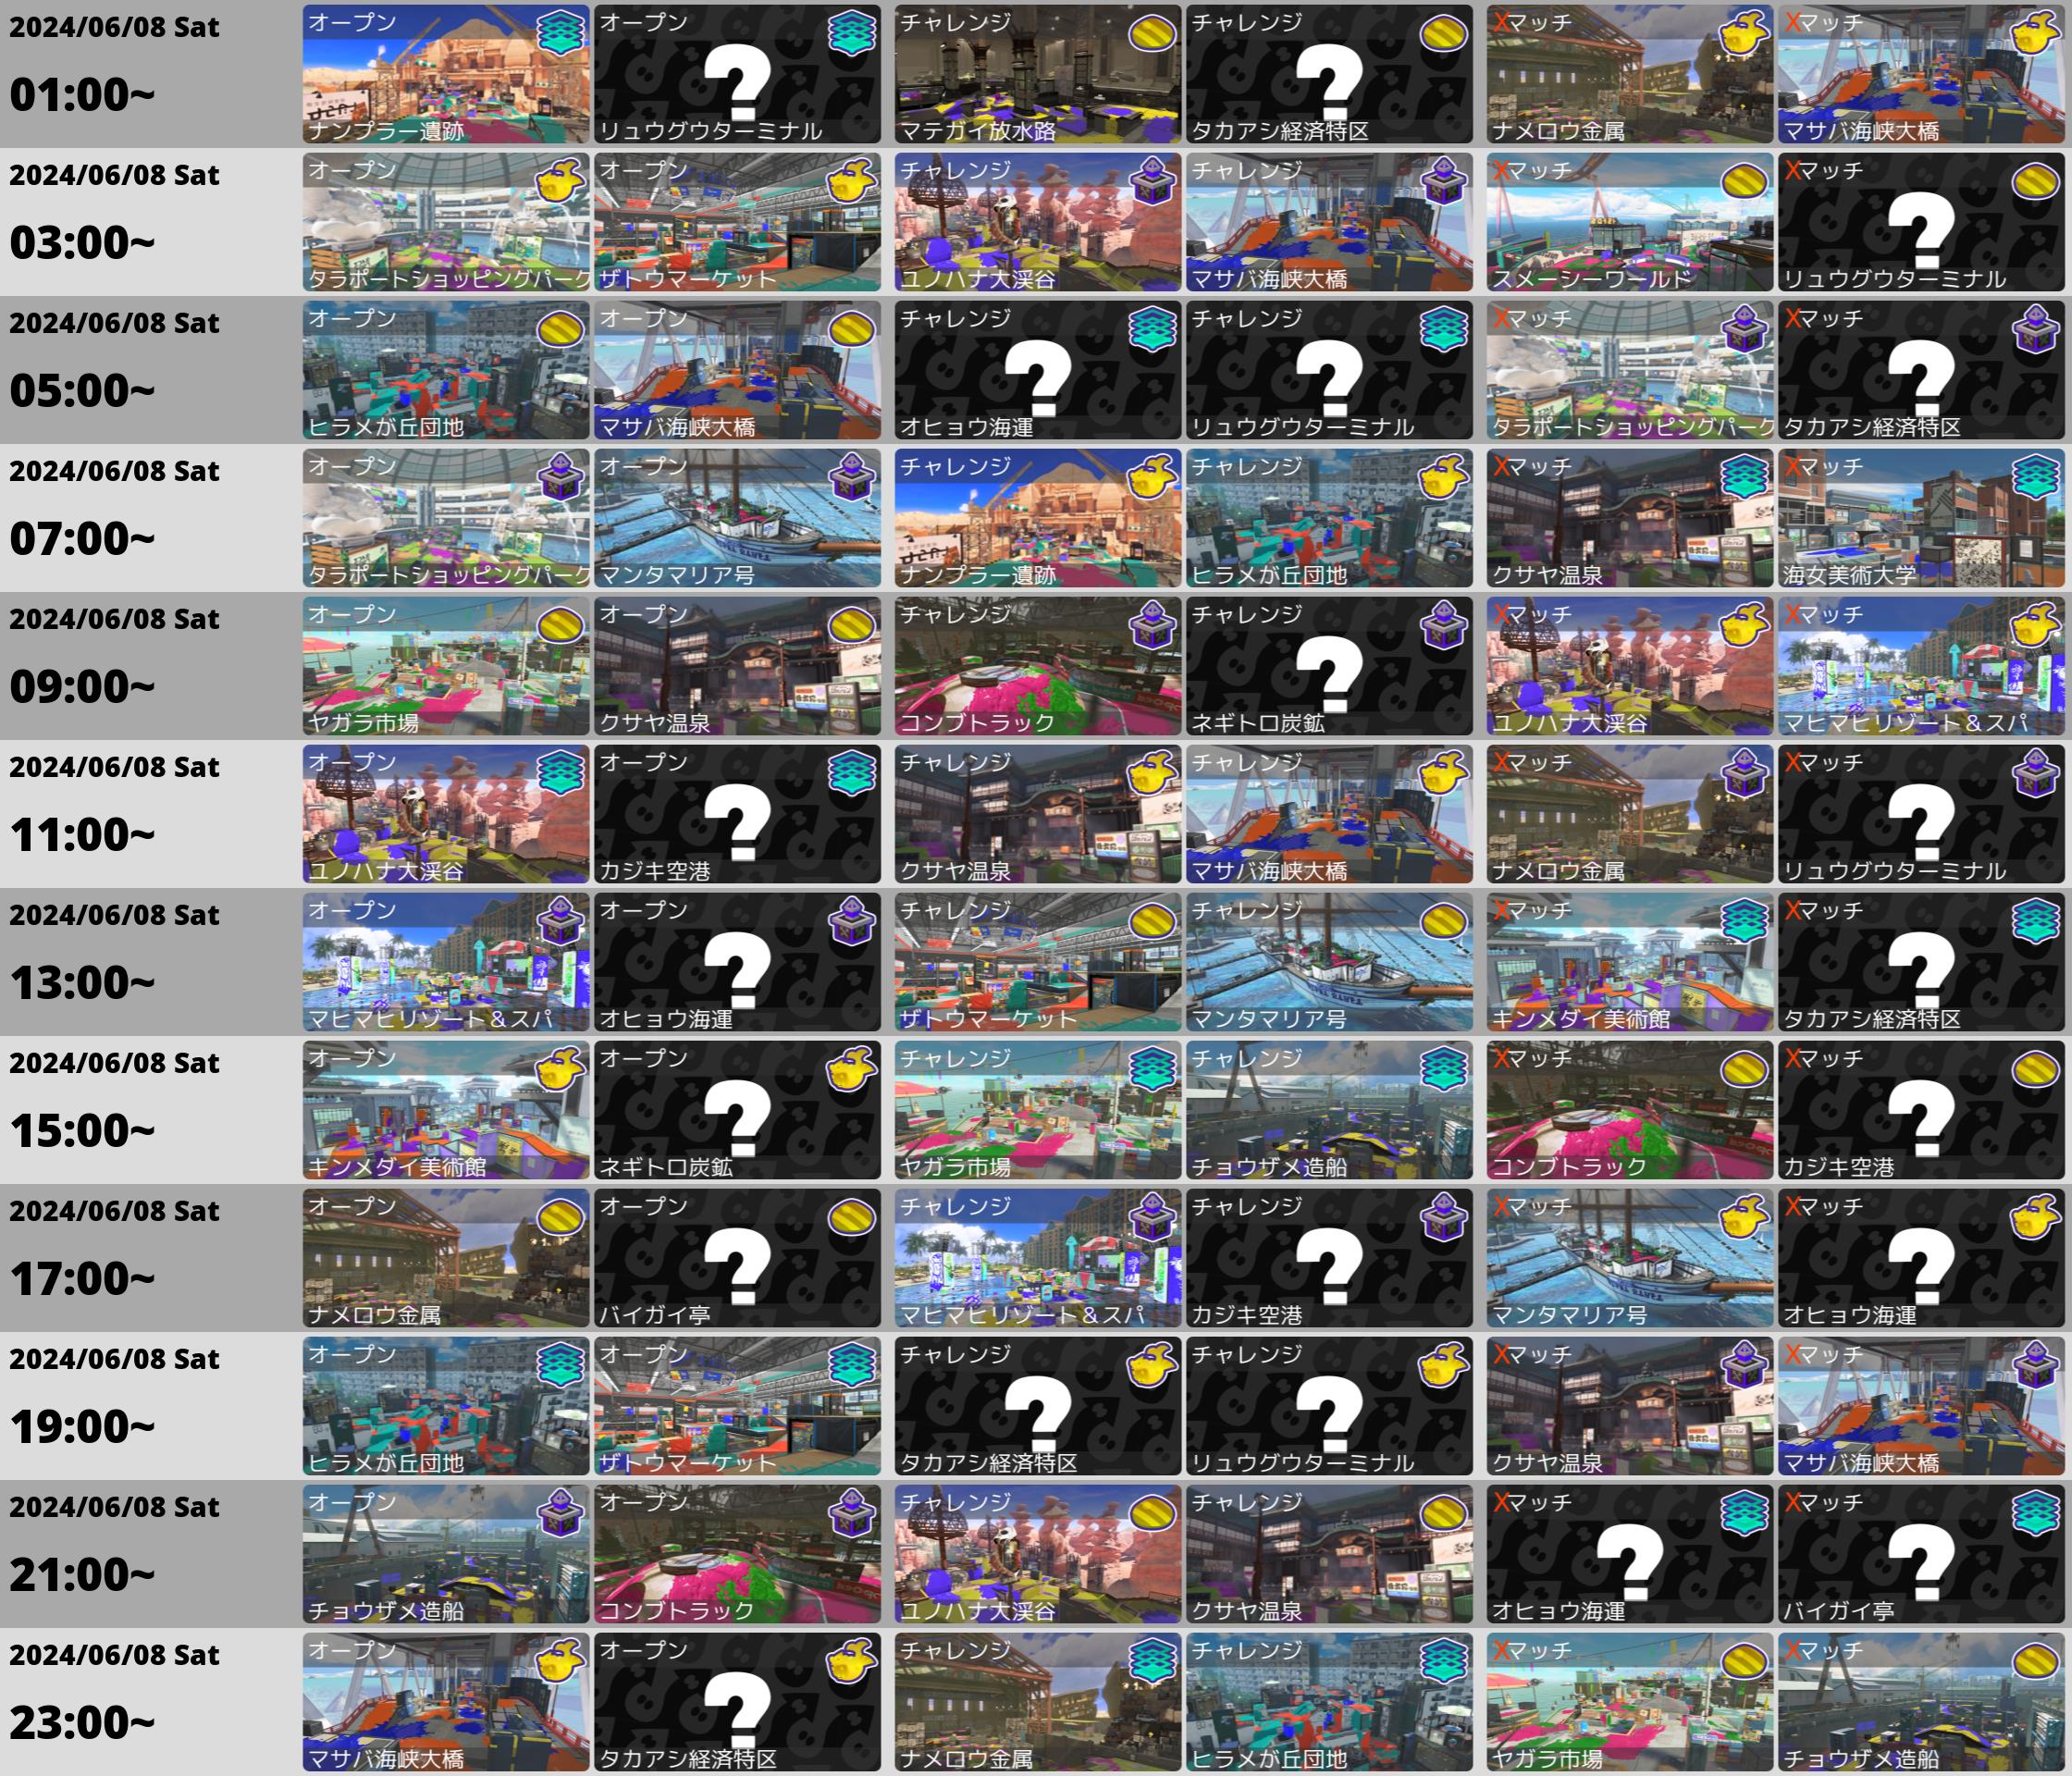 2024/06/08 Sat
01:00~
オープン
ナンプラー遺跡
オープン
リュウグウターミナル
チャレンジ
マテガイ放水路
チャレンジ
タカアシ経済特区
Xマッチ
ナメロウ金属
Xマッチ
マサバ海峡大橋
2024/06/08 Sat
03:00~
オープン
タラポートショッピングパーク
オープン
ザトウマーケット
チャレンジ
ユノハナ大渓谷
チャレンジ
マサバ海峡大橋
Xマッチ
スメーシーワールド
Xマッチ
リュウグウターミナル
2024/06/08 Sat
05:00~
オープン
ヒラメが丘団地
オープン
マサバ海峡大橋
チャレンジ
オヒョウ海運
チャレンジ
リュウグウターミナル
Xマッチ
タラポートショッピングパーク
Xマッチ
タカアシ経済特区
2024/06/08 Sat
07:00~
オープン
タラポートショッピングパーク
オープン
マンタマリア号
チャレンジ
ナンプラー遺跡
チャレンジ
ヒラメが丘団地
Xマッチ
クサヤ温泉
Xマッチ
海女美術大学
2024/06/08 Sat
09:00~
オープン
ヤガラ市場
オープン
クサヤ温泉
チャレンジ
コンブトラック
チャレンジ
ネギトロ炭鉱
Xマッチ
ユノハナ大渓谷
Xマッチ
マヒマヒリゾート＆スパ
2024/06/08 Sat
11:00~
オープン
ユノハナ大渓谷
オープン
カジキ空港
チャレンジ
クサヤ温泉
チャレンジ
マサバ海峡大橋
Xマッチ
ナメロウ金属
Xマッチ
リュウグウターミナル
2024/06/08 Sat
13:00~
オープン
マヒマヒリゾート＆スパ
オープン
オヒョウ海運
チャレンジ
ザトウマーケット
チャレンジ
マンタマリア号
Xマッチ
キンメダイ美術館
Xマッチ
タカアシ経済特区
2024/06/08 Sat
15:00~
オープン
キンメダイ美術館
オープン
ネギトロ炭鉱
チャレンジ
ヤガラ市場
チャレンジ
チョウザメ造船
Xマッチ
コンブトラック
Xマッチ
カジキ空港
2024/06/08 Sat
17:00~
オープン
ナメロウ金属
オープン
バイガイ亭
チャレンジ
マヒマヒリゾート＆スパ
チャレンジ
カジキ空港
Xマッチ
マンタマリア号
Xマッチ
オヒョウ海運
2024/06/08 Sat
19:00~
オープン
ヒラメが丘団地
オープン
ザトウマーケット
チャレンジ
タカアシ経済特区
チャレンジ
リュウグウターミナル
Xマッチ
クサヤ温泉
Xマッチ
マサバ海峡大橋
2024/06/08 Sat
21:00~
オープン
チョウザメ造船
オープン
コンブトラック
チャレンジ
ユノハナ大渓谷
チャレンジ
クサヤ温泉
Xマッチ
オヒョウ海運
Xマッチ
バイガイ亭
2024/06/08 Sat
23:00~
オープン
マサバ海峡大橋
オープン
タカアシ経済特区
チャレンジ
ナメロウ金属
チャレンジ
ヒラメが丘団地
Xマッチ
ヤガラ市場
Xマッチ
チョウザメ造船